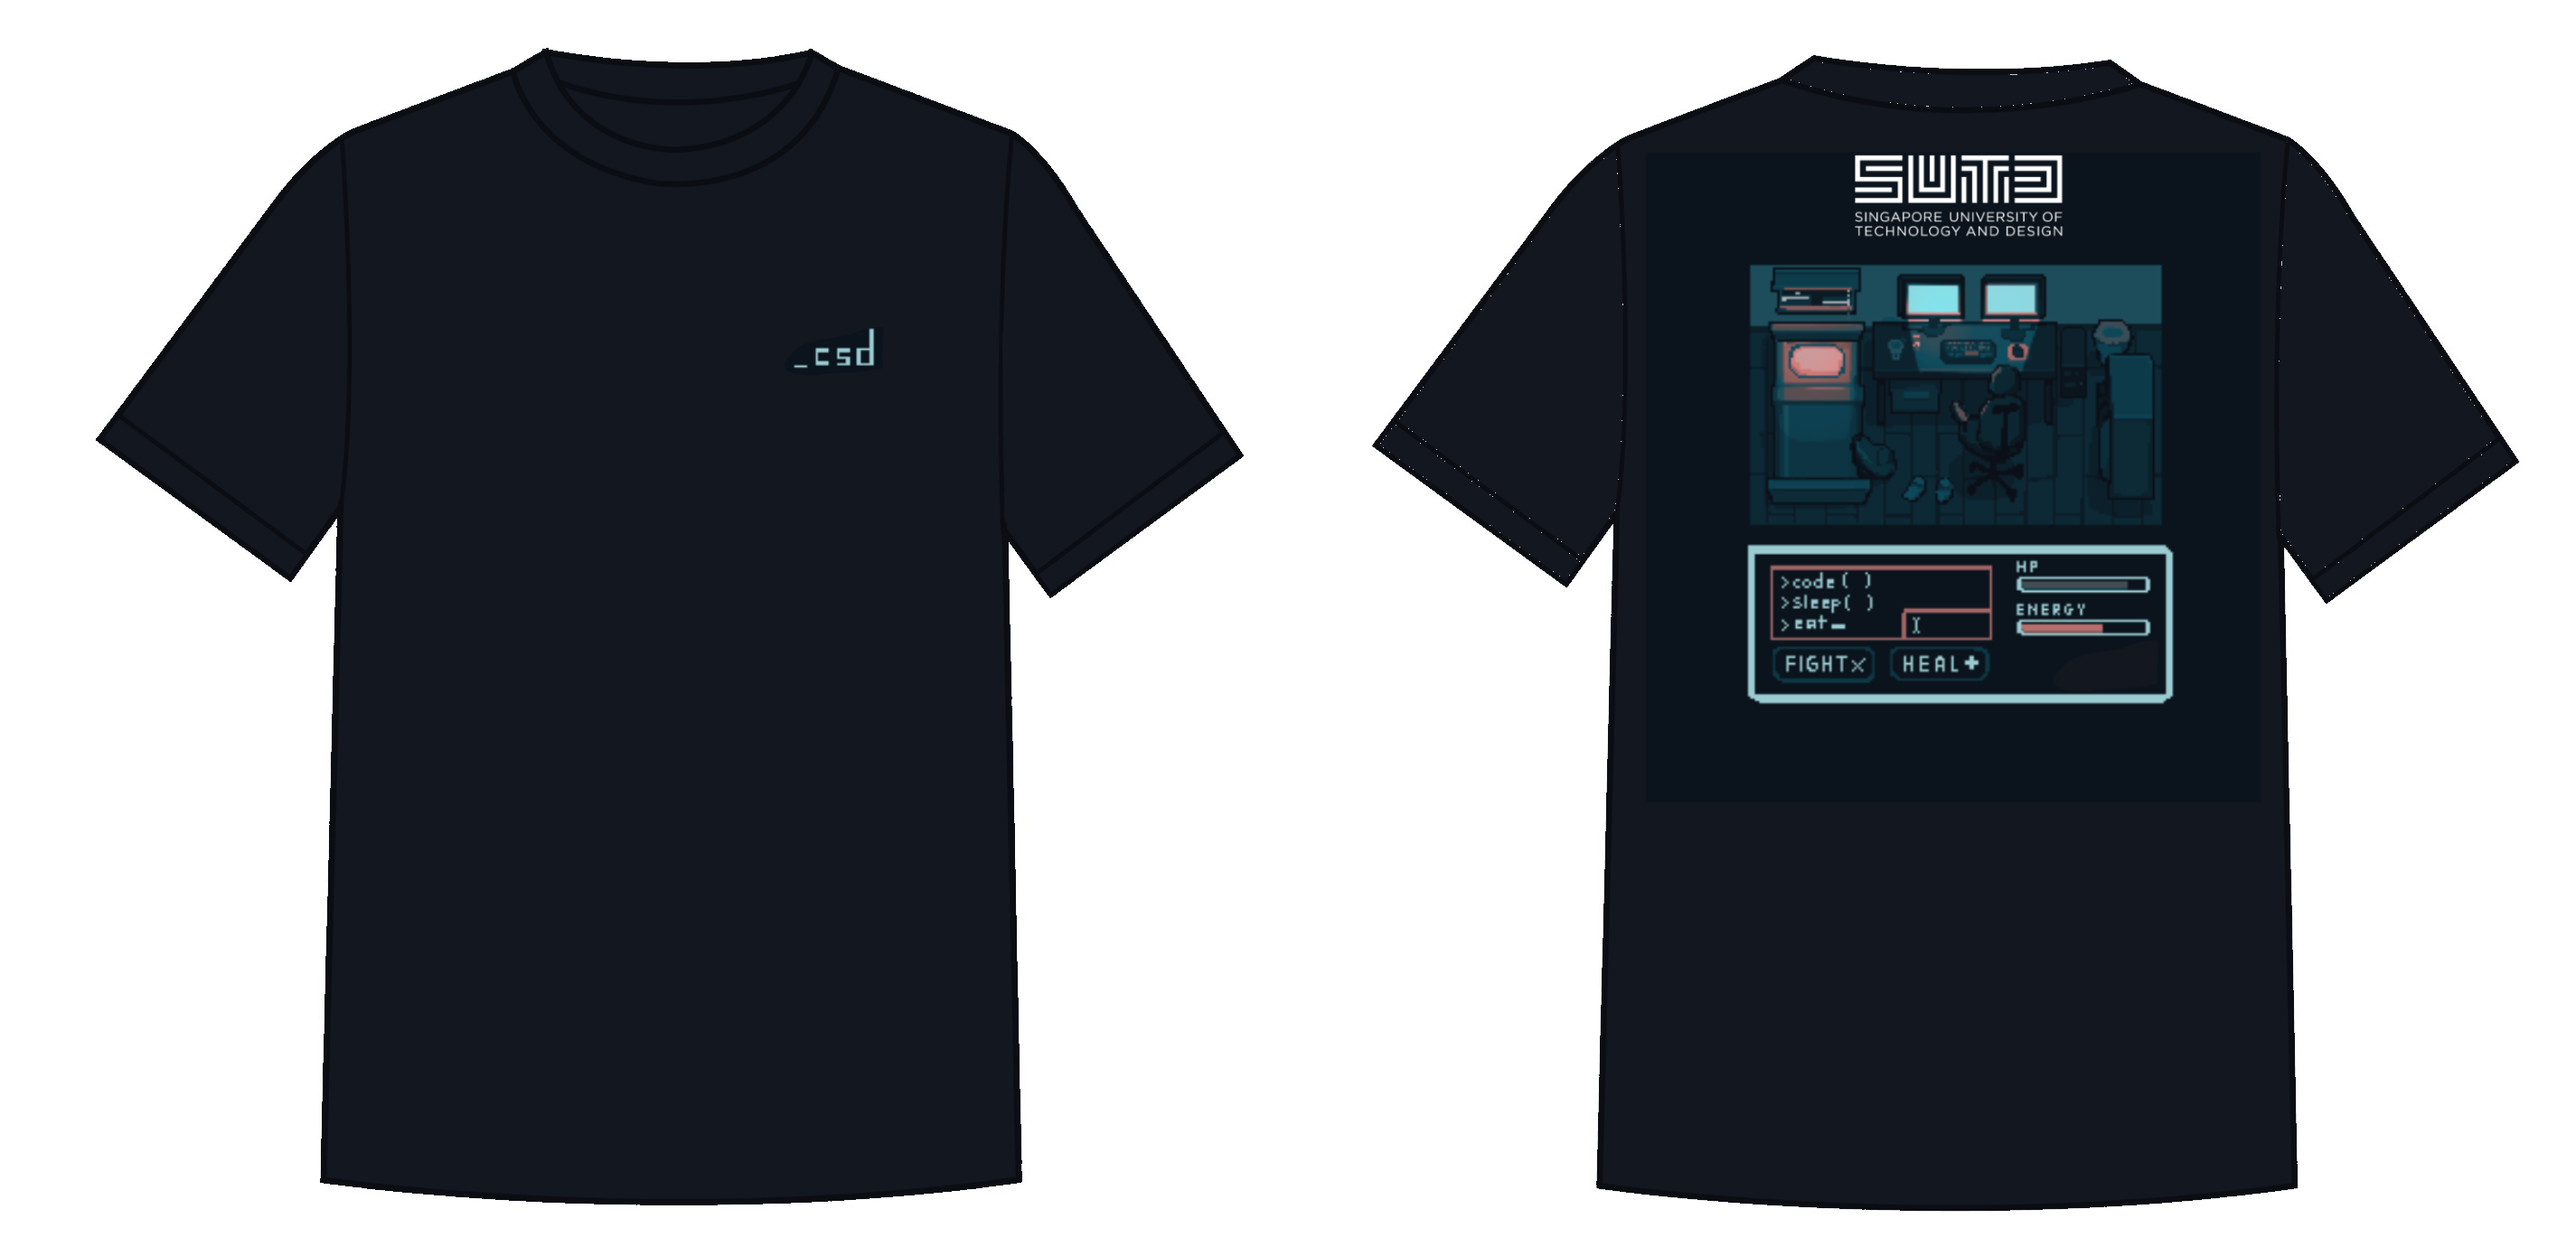 _csd
SUTD
SINGAPORE UNIVERSITY OF
TECHNOLOGY AND DESIGN
>code( )
>sleep( )
>eat_
HP
ENERGY
FIGHT×
HEAL+